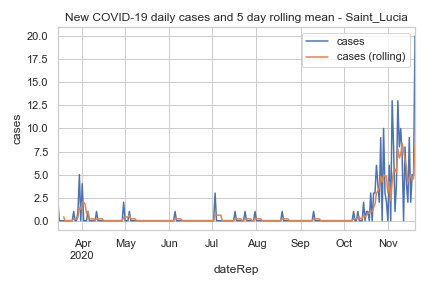 New COVID-19 daily cases and 5 day rolling mean - Saint_Lucia
cases
cases (rolling)
20.0
17.5
15.0
12.5
10.0
7.5
5.0
2.5
0.0
cases
Apr May Jun Jul Aug Sep Oct Nov
2020
dateRep